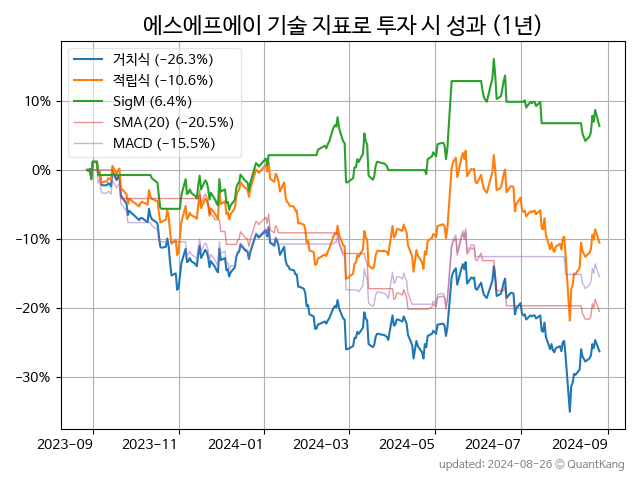 에스에프에이 기술 지표로 투자 시 성과 (1년)
거치식 (−26.3%)
적립식 (−10.6%)
SigM (6.4%)
SMA(20) (−20.5%)
MACD (−15.5%)
10%
0%
−10%
−20%
−30%
2023−09
2023−11
2024−01
2024−03
2024−05
2024−07
2024−09
updated: 2024−08−26 ⓒ QuantKang